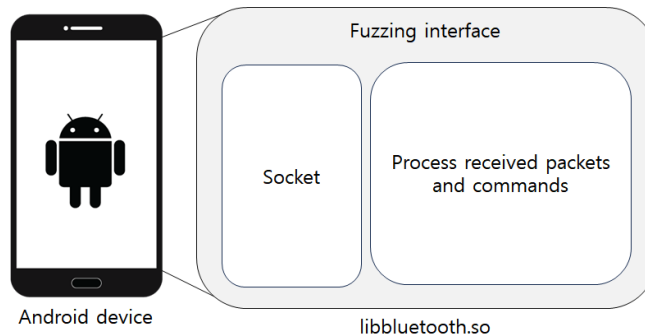 Fuzzing interface
Socket
Process received packets
and commands
Android device
libbluetooth.so